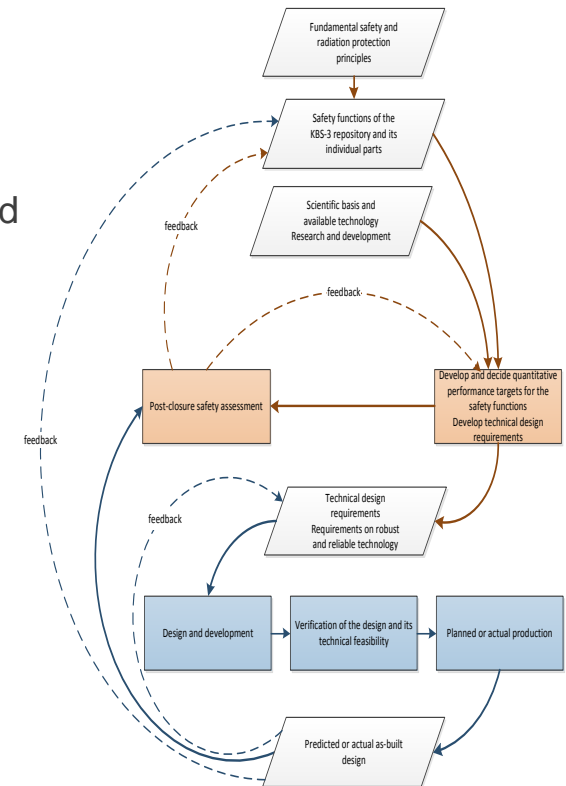 Fundamental safety and
radiation protection
principles
Safety functions of the
KBS-3 repository and its
individual parts
d
Scientific basis and
available technology
Research and development
feedback
feedback
Develop and decide quantitative
performance targets for the
safety functions
Develop technical design
requirements
Post-closure safety assessment
feedback
Technical design
requirements
Requirements on robust
and reliable technology
feedback
Design and development
Verification of the design and its
technical feasibility
Planned or actual production
Predicted or actual as-built
design